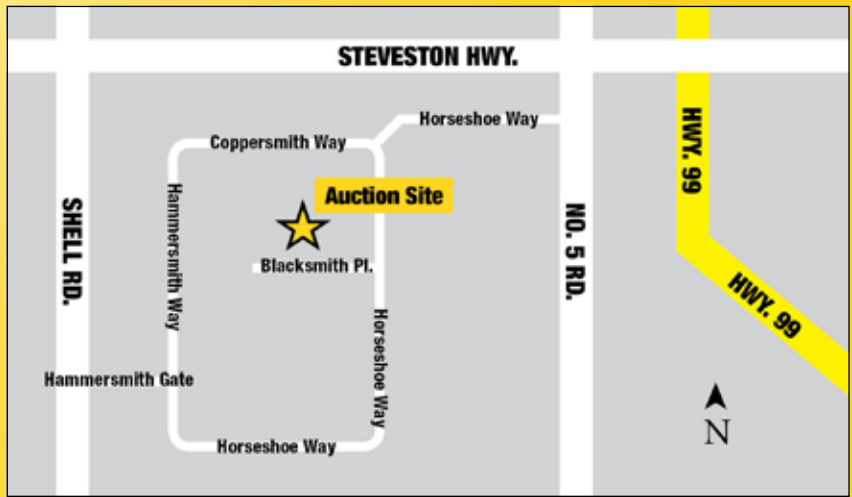 STEVESTON HWY.
Horseshoe Way
Coppersmith Way
HWY. 99
Auction Site
SHELL RD.
Hammersmith Way
NO. 5 RD.
Blacksmith Pl.
HWY. 99
Horseshoe Way
Hammersmith Gate
N
Horseshoe Way